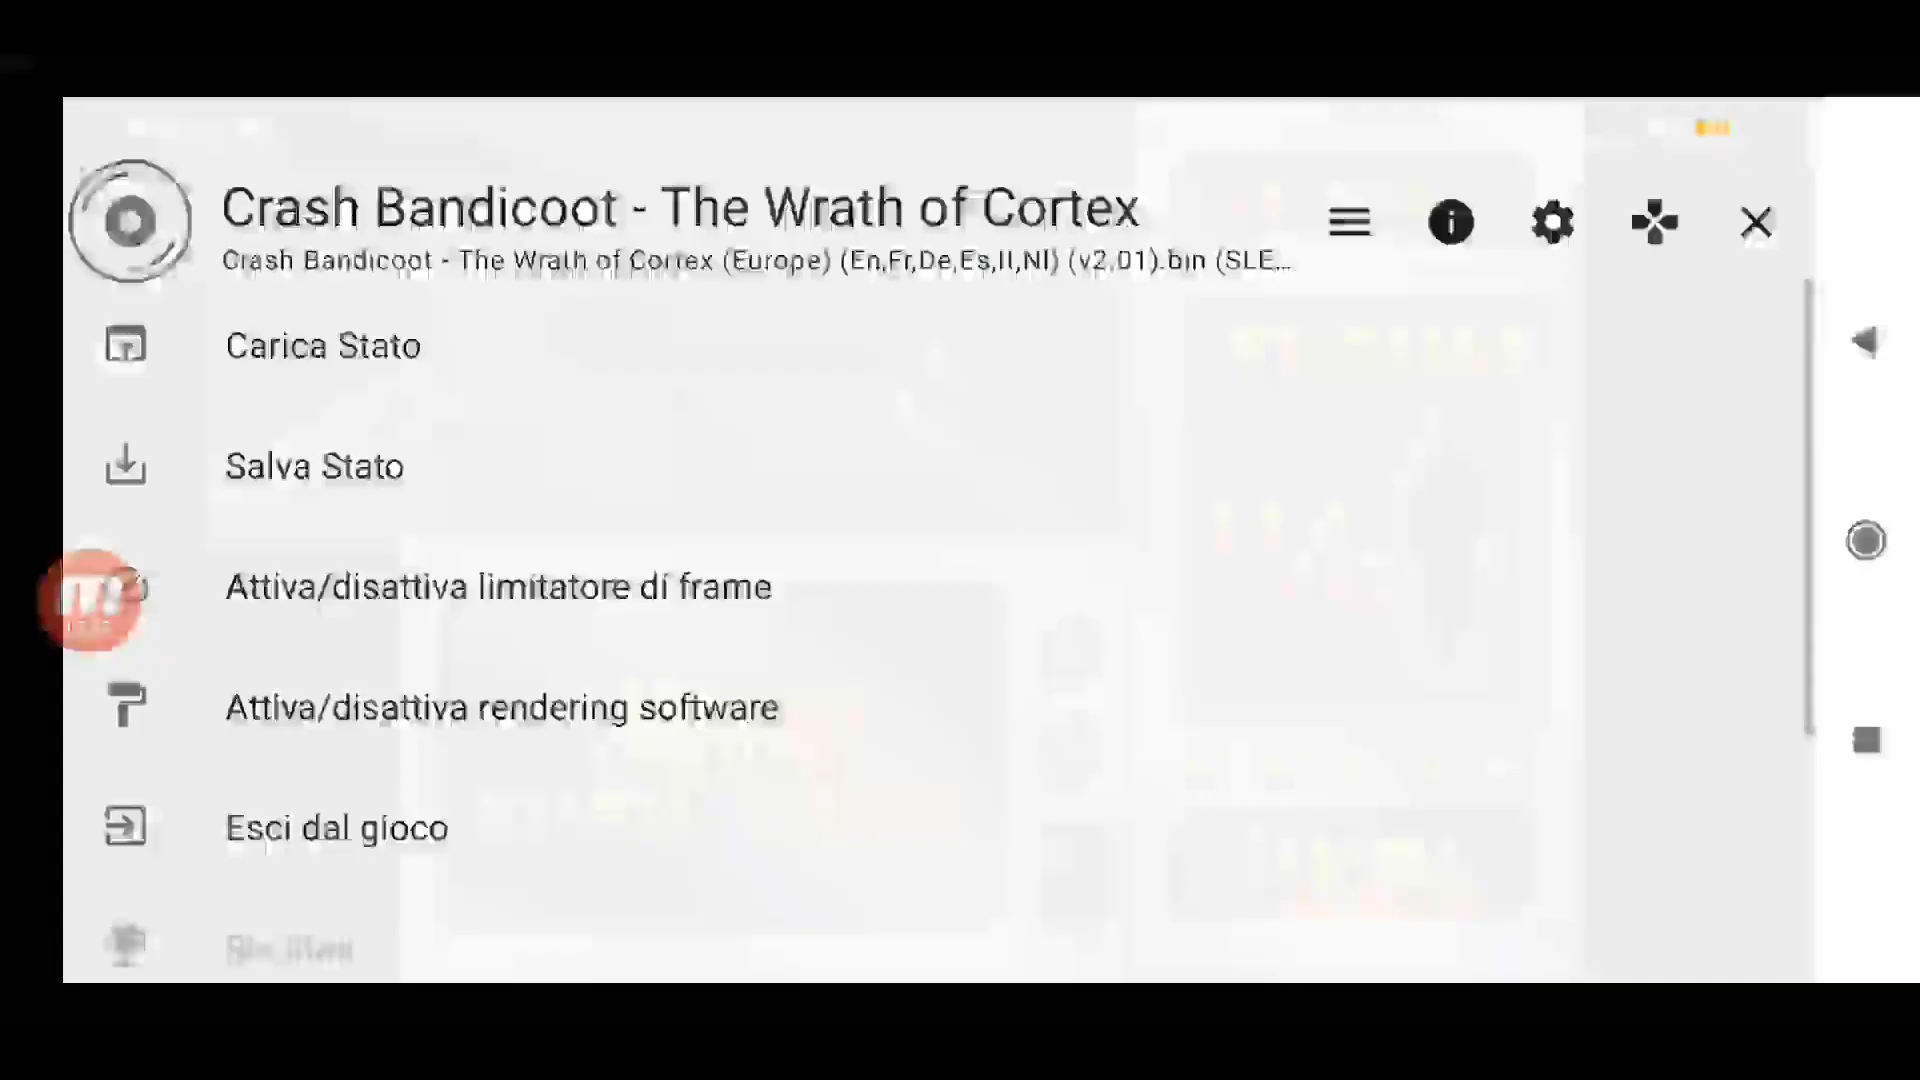 Crash Bandicoot - The Wrath of Cortex
Crash Bandicoot - The Wrath of Cortex (Europe) (En,Fr,De,Es,It,Nl) (v2.01).bin (SLE...
Carica Stato
Salva Stato
Attiva/disattiva limitatore di frame
Attiva/disattiva rendering software
Esci dal gioco